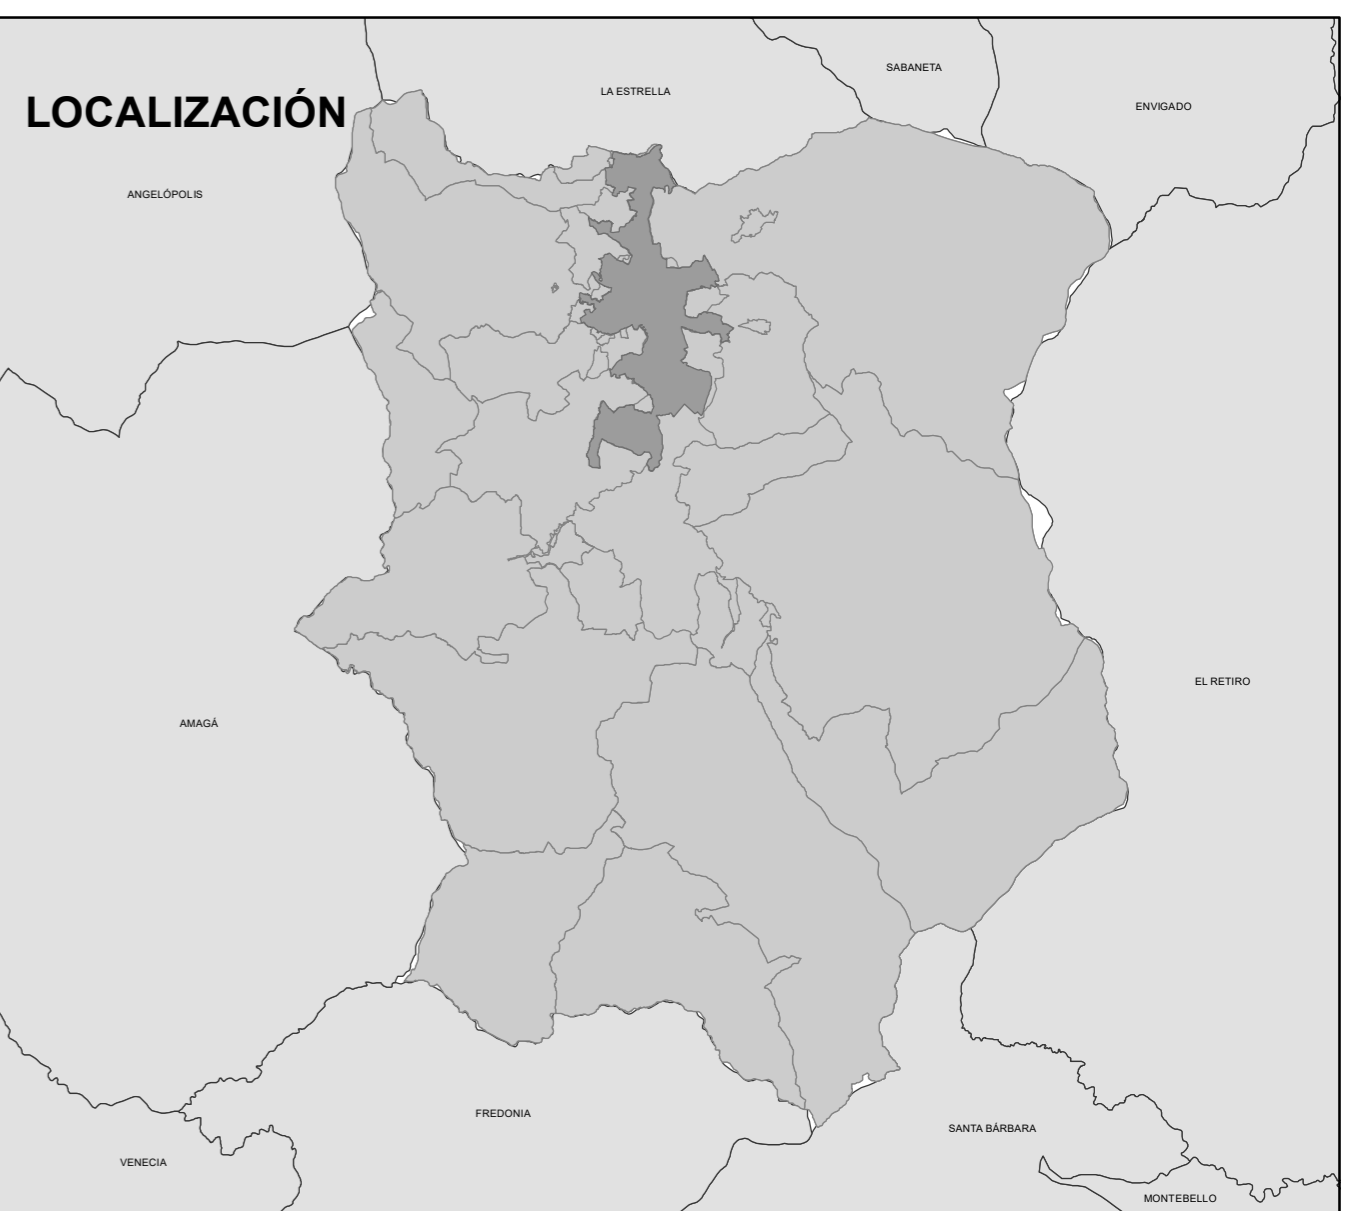 SABANETA
LA ESTRELLA
ENVIGADO
LOCALIZACIÓN
ANGELÓPOLIS
EL RETIRO
AMAGÁ
FREDONIA
SANTA BÁRBARA
VENECIA
MONTEBELLO